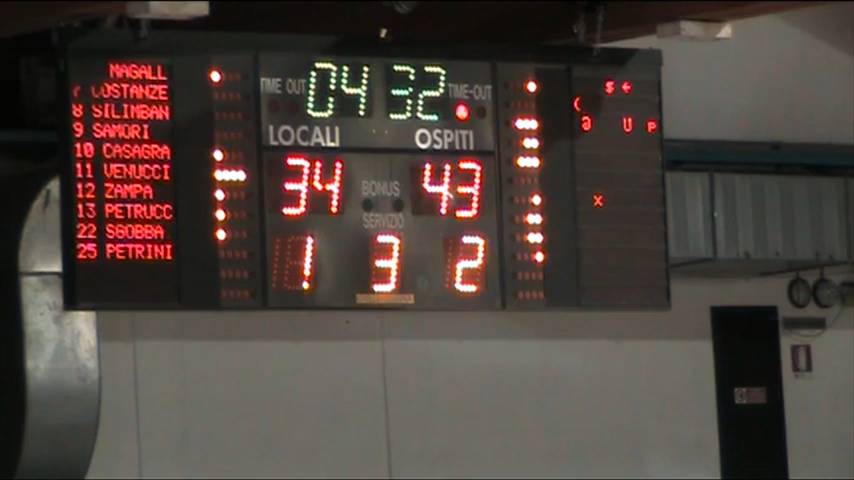 MAGALL
7 COSTANZE
8 SILIMBAN
9 SAMORI
10 CASAGRA
11 VENUCCI
12 ZAMPA
13 PETRUCC
22 SGOBBA
25 PETRINI
TIME OUT 04 32 TIME-OUT
LOCALI OSPITI
34 BONUS 43
SERVIZIO
1 3 2
$ ←
a U P
x